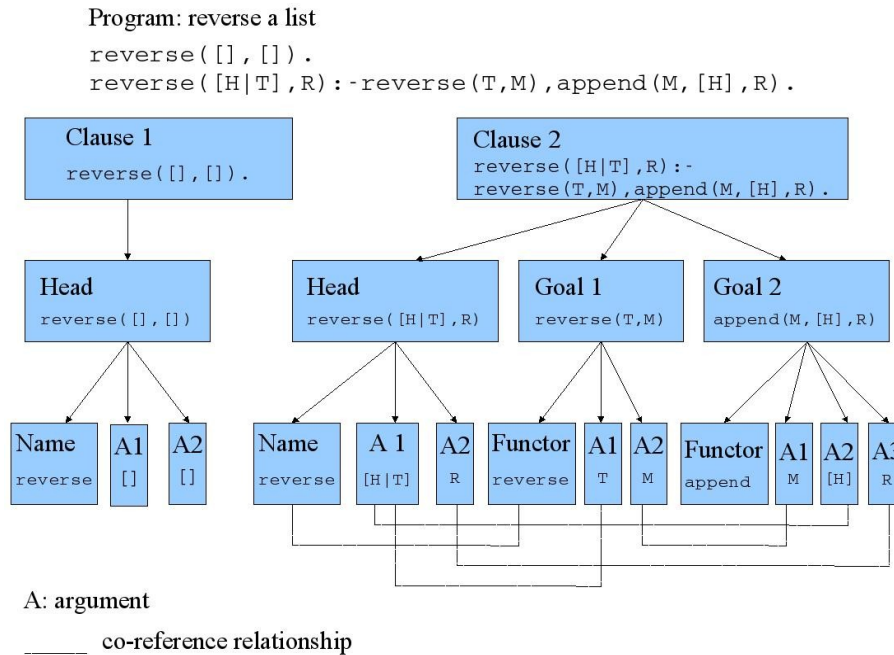 Program: reverse a list
reverse([],[]).
reverse([H|T],R):-reverse(T,M),append(M,[H],R).
Clause 1
reverse([],[]).
Clause 2
reverse([H|T],R):-
reverse(T,M),append(M,[H],R).
Head
reverse([],[])
Head
reverse([H|T],R)
Goal 1
reverse(T,M)
Goal 2
append(M,[H],R)
Name
reverse
A1
[]
A2
[]
Name
reverse
A 1
[H|T]
A2
R
Functor
reverse
A1
T
A2
M
Functor
append
A1
M
A2
[H]
A3
R
A: argument
co-reference relationship